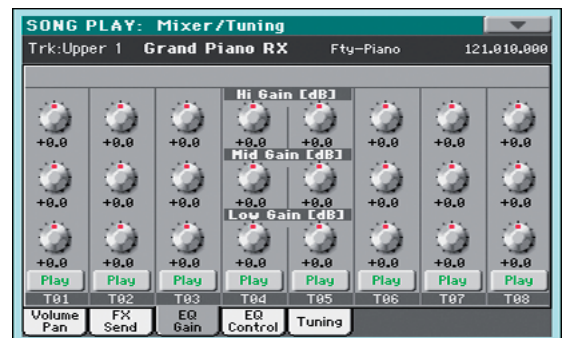 SONG PLAY: Mixer/Tuning
Trk:Upper 1 Grand Piano RX Fty-Piano 121.010.000
Hi Gain [dB]
+0.0 +0.0 +0.0 +0.0 +0.0 +0.0 +0.0 +0.0
Mid Gain [dB]
+0.0 +0.0 +0.0 +0.0 +0.0 +0.0 +0.0 +0.0
Low Gain [dB]
+0.0 +0.0 +0.0 +0.0 +0.0 +0.0 +0.0 +0.0
Play Play Play Play Play Play Play Play
T01 T02 T03 T04 T05 T06 T07 T08
Volume Pan FX Send EQ Gain EQ Control Tuning